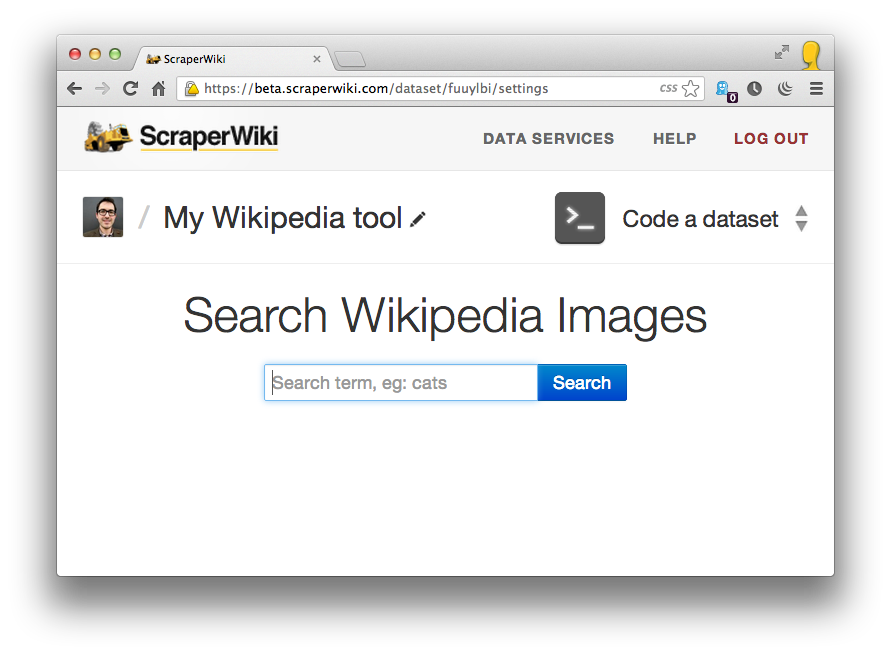 ScraperWiki
https://beta.scraperwiki.com/dataset/fuuylbi/settings
CSS
0
ScraperWiki
DATA SERVICES HELP LOG OUT
/ My Wikipedia tool
>_ Code a dataset
Search Wikipedia Images
Search term, eg: cats
Search